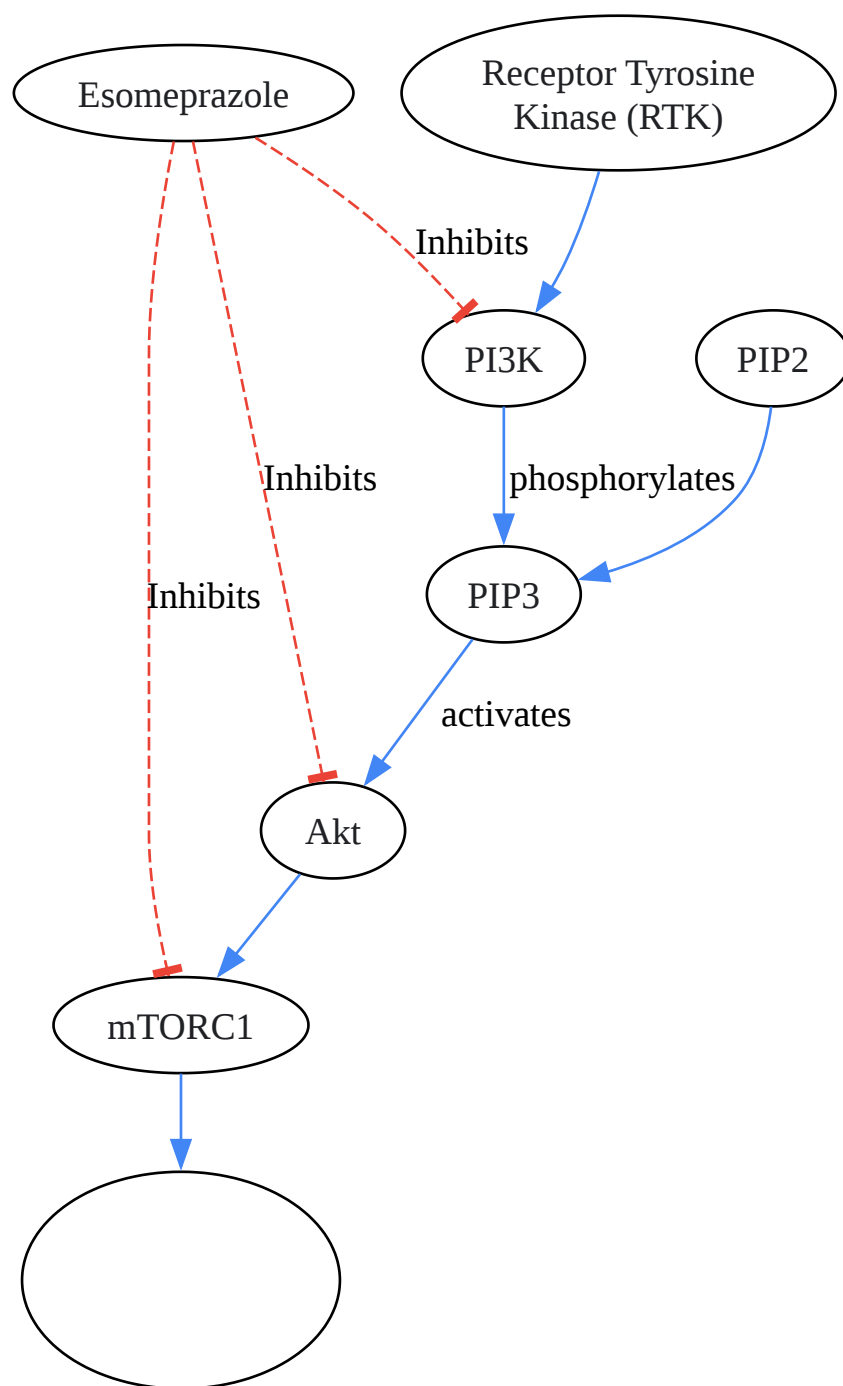 Esomeprazole
Receptor Tyrosine
Kinase (RTK)
Inhibits
PI3K
PIP2
Inhibits
phosphorylates
Inhibits
PIP3
activates
Akt
mTORC1